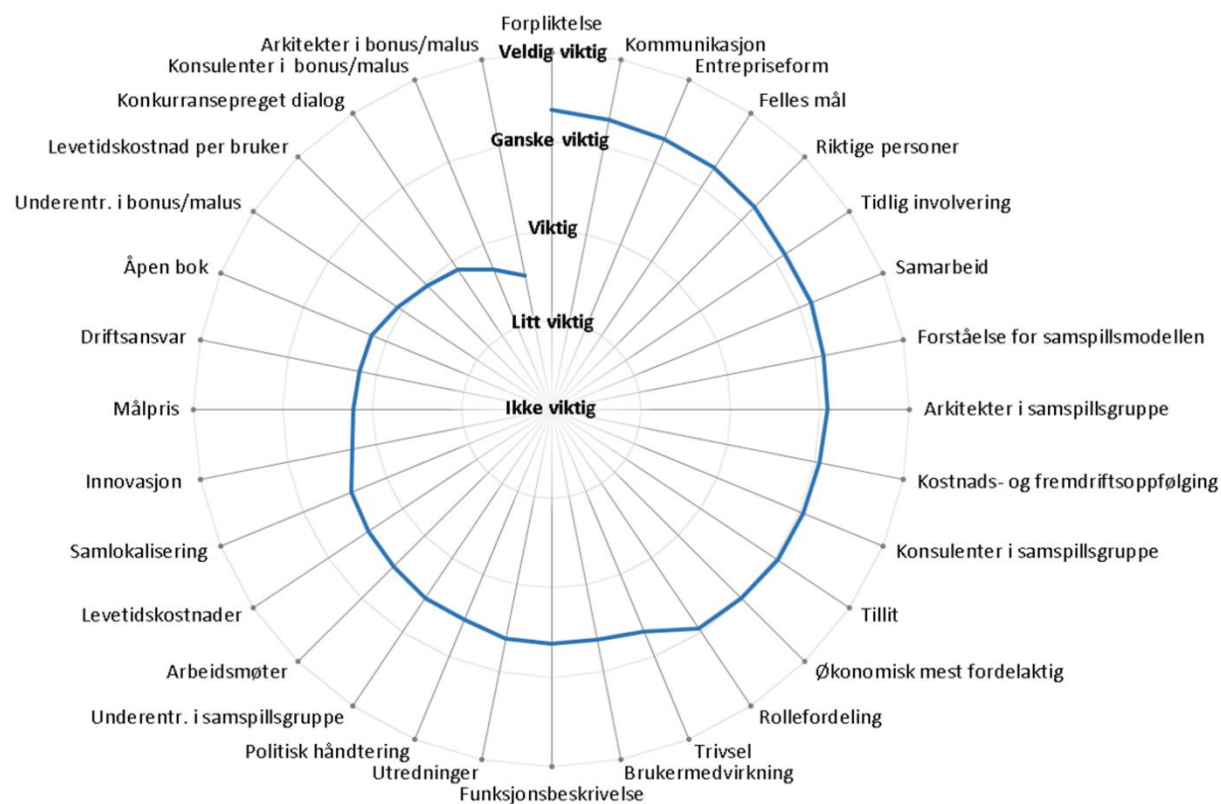 Forpliktelse
Kommunikasjon
Entrepriseform
Felles mål
Riktige personer
Tidlig involvering
Samarbeid
Forståelse for samspillsmodellen
Arkitekter i samspillsgruppe
Kostnads- og fremdriftsoppfølging
Konsulenter i samspillsgruppe
Tillit
Økonomisk mest fordelaktig
Rollefordeling
Trivsel
Brukermedvirkning
Funksjonsbeskrivelse
Utredninger
Politisk håndtering
Underentr. i samspillsgruppe
Arbeidsmøter
Levetidskostnader
Samlokalisering
Innovasjon
Målpris
Driftsansvar
Åpen bok
Underentr. i bonus/malus
Levetidskostnad per bruker
Konkurransepreget dialog
Konsulenter i bonus/malus
Arkitekter i bonus/malus
Veldig viktig
Ganske viktig
Viktig
Litt viktig
Ikke viktig